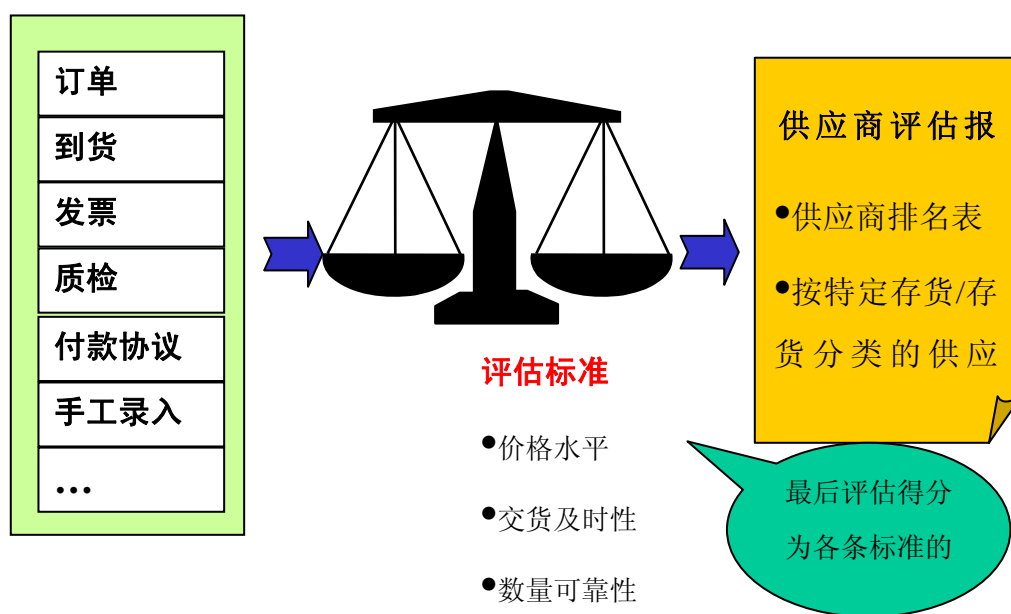 订单
到货
发票
质检
付款协议
手工录入
…
评估标准
●价格水平
●交货及时性
●数量可靠性
供应商评估报
●供应商排名表
●按特定存货/存
货分类的供应
最后评估得分
为各条标准的